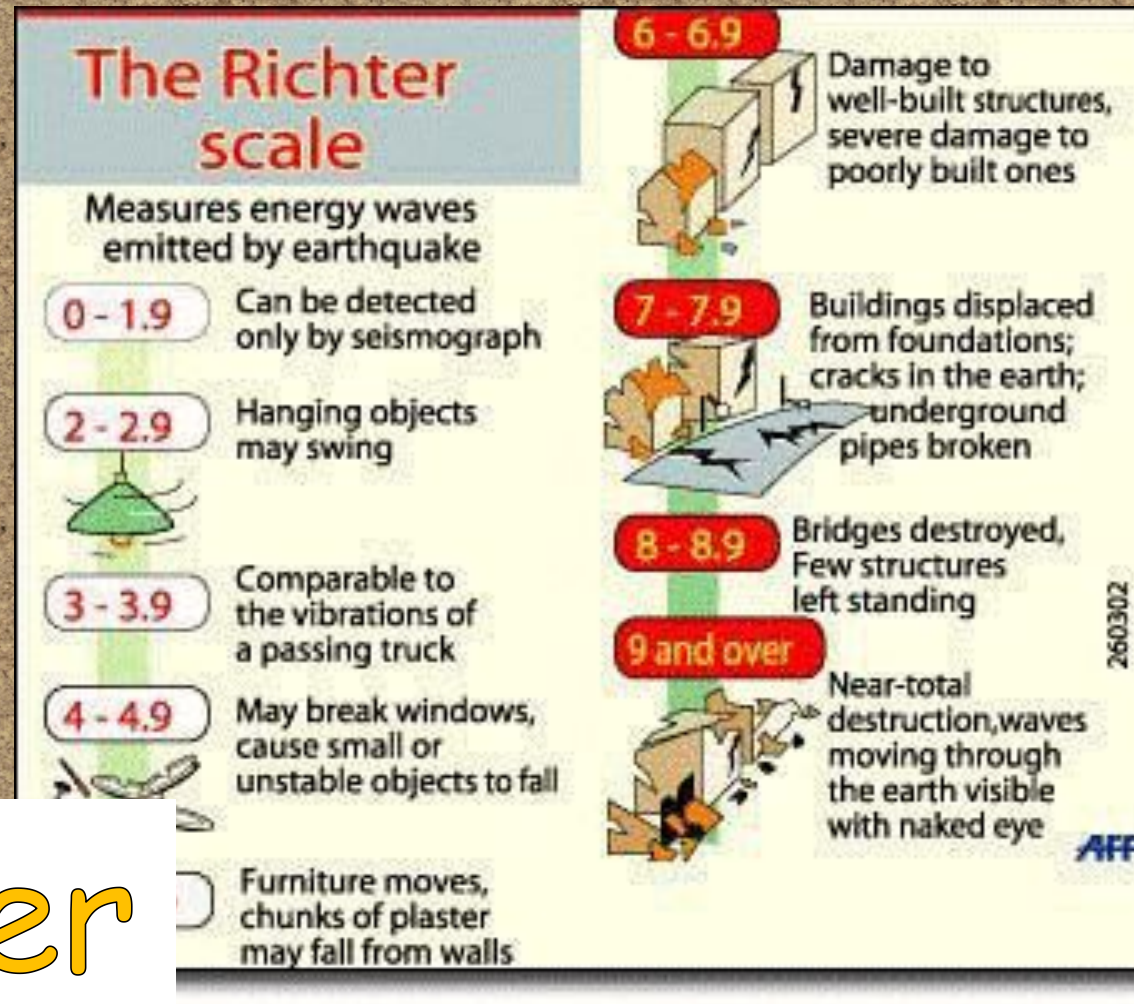 The Richter
scale
Measures energy waves
emitted by earthquake
0 - 1.9
Can be detected
only by seismograph
2 - 2.9
Hanging objects
may swing
3 - 3.9
Comparable to
the vibrations of
a passing truck
4 - 4.9
May break windows,
cause small or
unstable objects to fall
Furniture moves,
chunks of plaster
may fall from walls
6 - 6.9
Damage to
well-built structures,
severe damage to
poorly built ones
7 - 7.9
Buildings displaced
from foundations;
cracks in the earth;
underground
pipes broken
8 - 8.9
Bridges destroyed,
Few structures
left standing
9 and over
Near-total
destruction,waves
moving through
the earth visible
with naked eye
260302
AFP
er